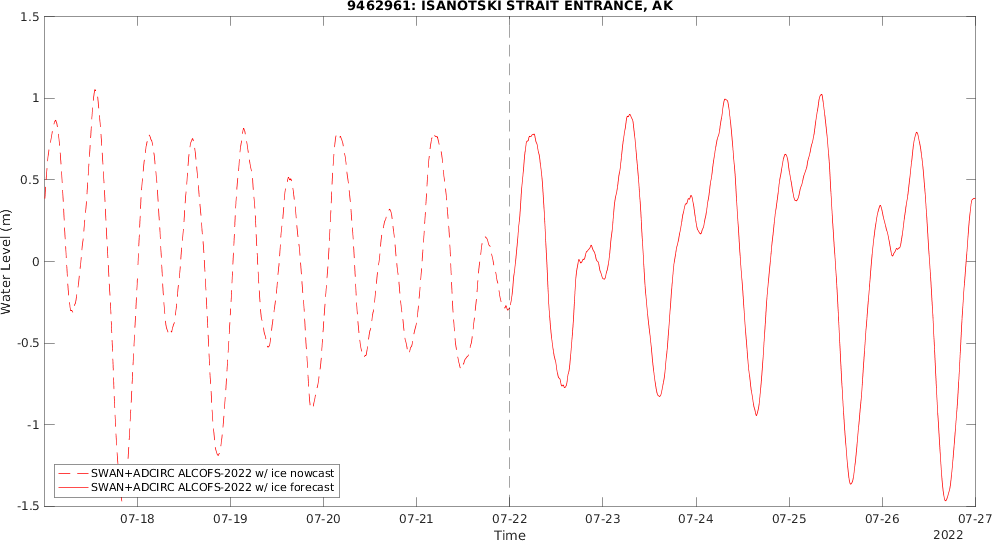 9462961: ISANOTSKI STRAIT ENTRANCE, AK
1.5
1
0.5
0
-0.5
-1
-1.5
Water Level (m)
SWAN+ADCIRC ALCOFS-2022 w/ ice nowcast
SWAN+ADCIRC ALCOFS-2022 w/ ice forecast
07-18 07-19 07-20 07-21 07-22 07-23 07-24 07-25 07-26 07-27
Time
2022